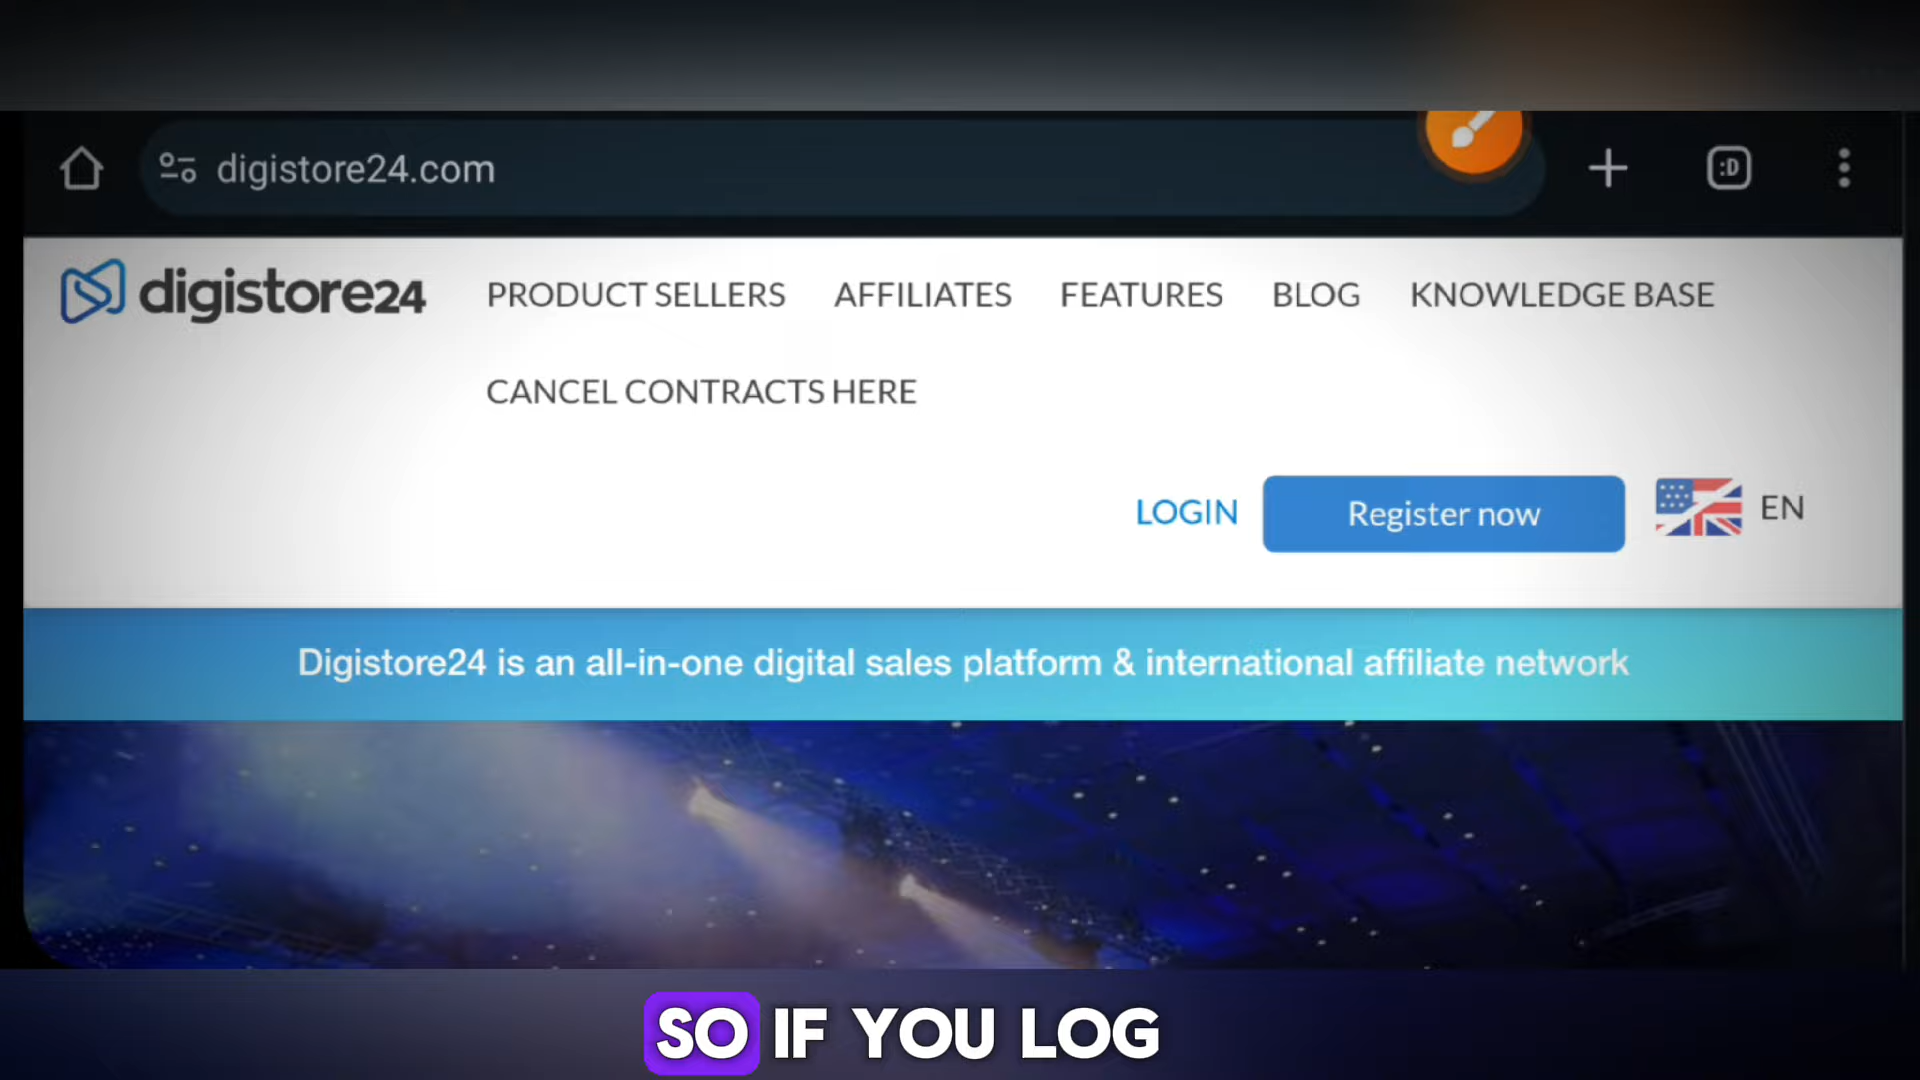 digistore24.com
:D
digistore24 PRODUCT SELLERS AFFILIATES FEATURES BLOG KNOWLEDGE BASE
CANCEL CONTRACTS HERE
LOGIN Register now EN
Digistore24 is an all-in-one digital sales platform & international affiliate network
SO IF YOU LOG